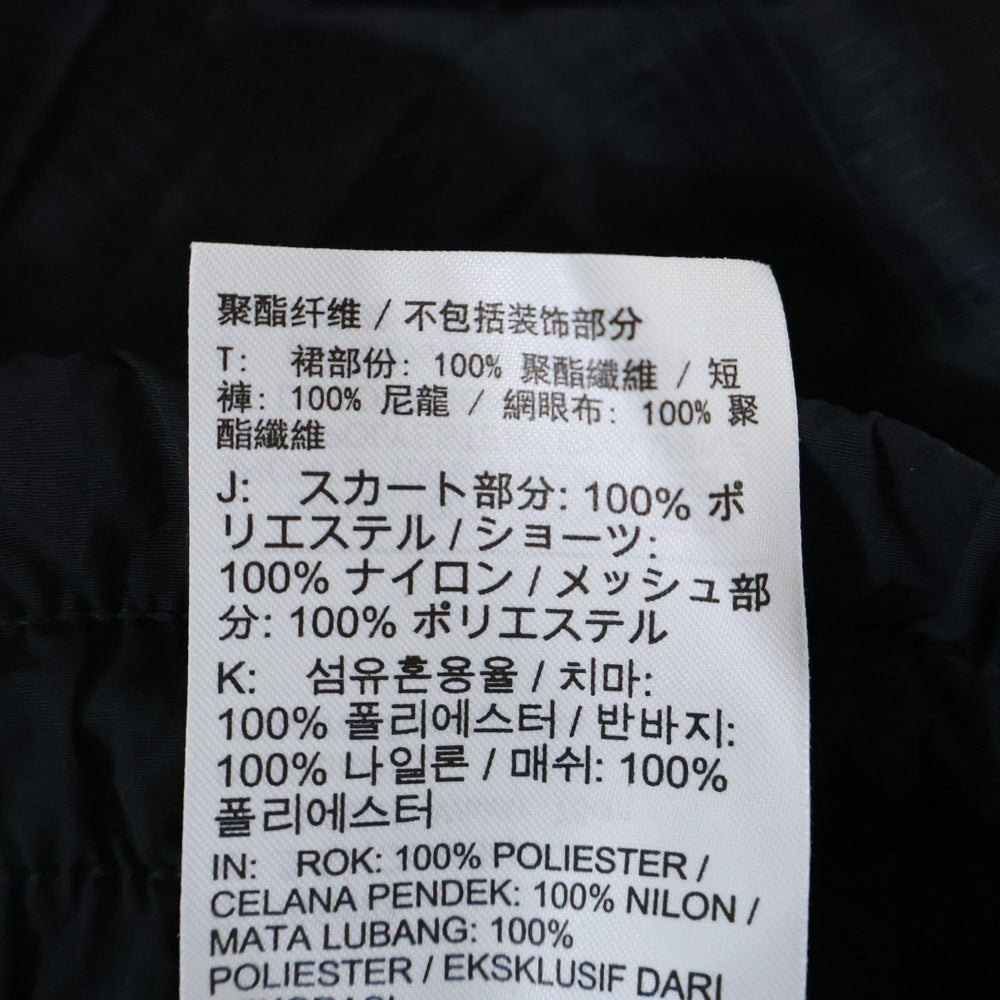 聚酯纤维 / 不包括装饰部分
T: 裙部份: 100% 聚酯纖維 / 短
褲: 100% 尼龍 / 網眼布: 100% 聚
酯纖維
J: スカート部分: 100% ポ
リエステル / ショーツ:
100% ナイロン / メッシュ部
分: 100% ポリエステル
K: 섬유혼용율 / 치마:
100% 폴리에스터 / 반바지:
100% 나일론 / 매쉬: 100%
폴리에스터
IN: ROK: 100% POLIESTER /
CELANA PENDEK: 100% NILON /
MATA LUBANG: 100%
POLIESTER / EKSKLUSIF DARI